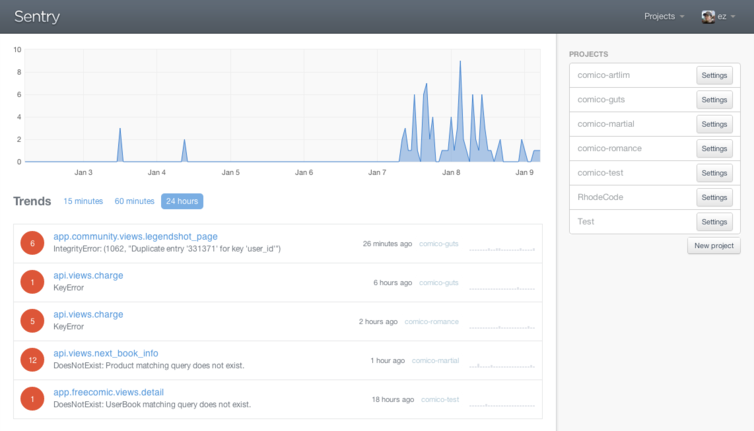 Sentry
Projects
ez
10
8
6
4
2
0
Jan 3
Jan 4
Jan 5
Jan 6
Jan 7
Jan 8
Jan 9
Trends
15 minutes
60 minutes
24 hours
6
app.community.views.legendshot_page
IntegrityError: (1062, "Duplicate entry '331371' for key 'user_id'")
26 minutes ago
comico-guts
1
api.views.charge
KeyError
6 hours ago
comico-guts
5
api.views.charge
KeyError
2 hours ago
comico-romance
12
api.views.next_book_info
DoesNotExist: Product matching query does not exist.
1 hour ago
comico-martial
1
app.freecomic.views.detail
DoesNotExist: UserBook matching query does not exist.
18 hours ago
comico-test
PROJECTS
comico-artlim
Settings
comico-guts
Settings
comico-martial
Settings
comico-romance
Settings
comico-test
Settings
RhodeCode
Settings
Test
Settings
New project